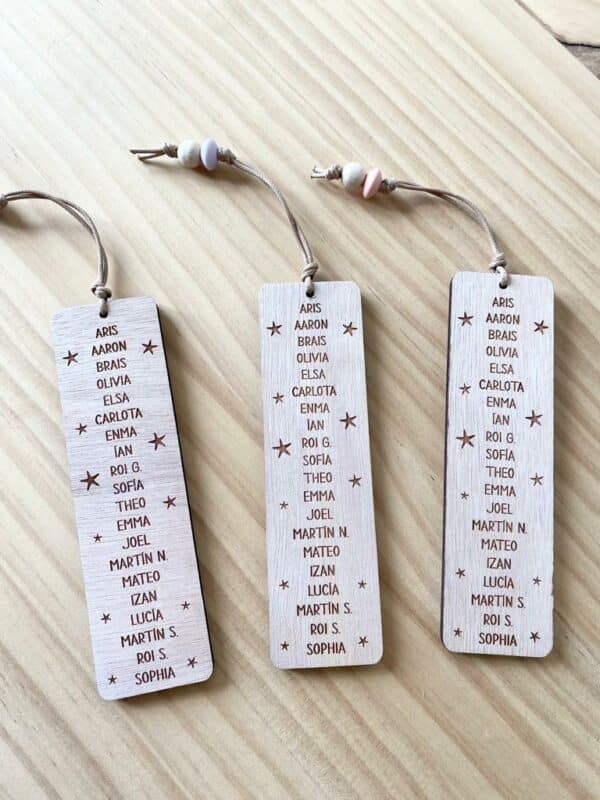 ARIS
AARON
BRAIS
OLIVIA
ELSA
CARLOTA
ENMA
ÍAN
ROI G.
SOFÍA
THEO
EMMA
JOEL
MARTÍN N.
MATEO
IZAN
LUCÍA
MARTÍN S.
ROI S.
SOPHIA
ARIS
AARON
BRAIS
OLIVIA
ELSA
CARLOTA
ENMA
ÍAN
ROI G.
SOFÍA
THEO
EMMA
JOEL
MARTÍN N.
MATEO
IZAN
LUCÍA
MARTÍN S.
ROI S.
SOPHIA
ARIS
AARON
BRAIS
OLIVIA
ELSA
CARLOTA
ENMA
ÍAN
ROI G.
SOFÍA
THEO
EMMA
JOEL
MARTÍN N.
MATEO
IZAN
LUCÍA
MARTÍN S.
ROI S.
SOPHIA